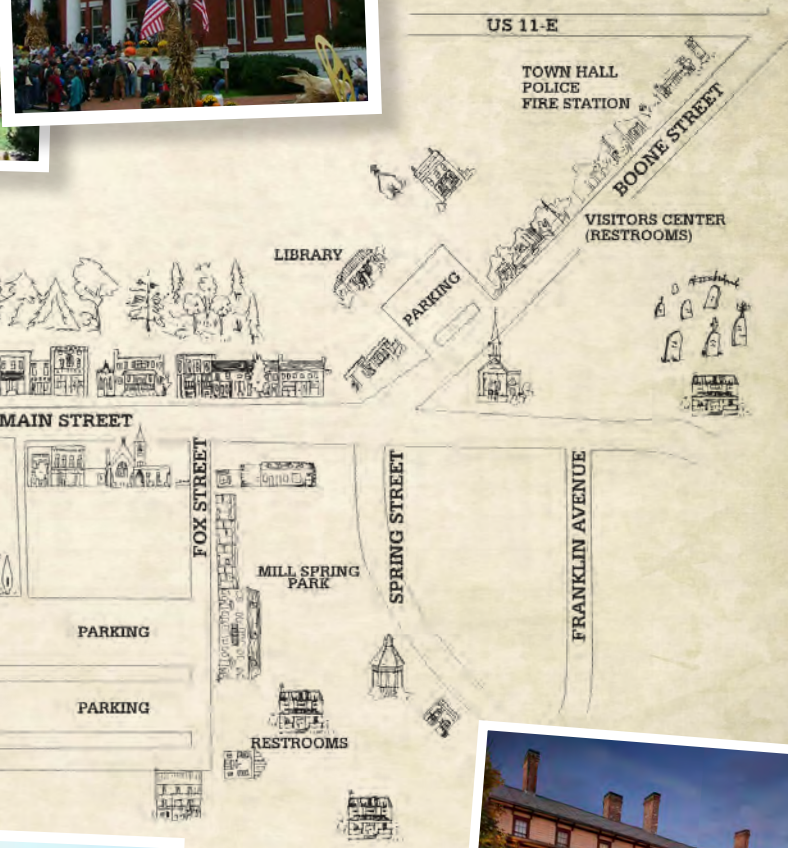 US 11-E
TOWN HALL
POLICE
FIRE STATION
BOONE STREET
VISITORS CENTER
(RESTROOMS)
LIBRARY
PARKING
MAIN STREET
FOX STREET
SPRING STREET
FRANKLIN AVENUE
MILL SPRING
PARK
PARKING
PARKING
RESTROOMS